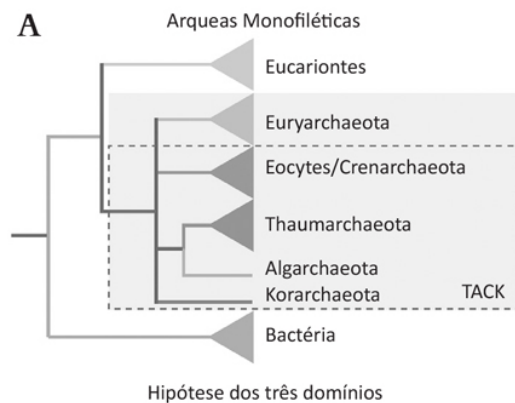 A
Arqueas Monofiléticas
Eucariontes
Euryarchaeota
Eocytes/Crenarchaeota
Thaumarchaeota
Algarchaeota
Korarchaeota
TACK
Bactéria
Hipótese dos três domínios